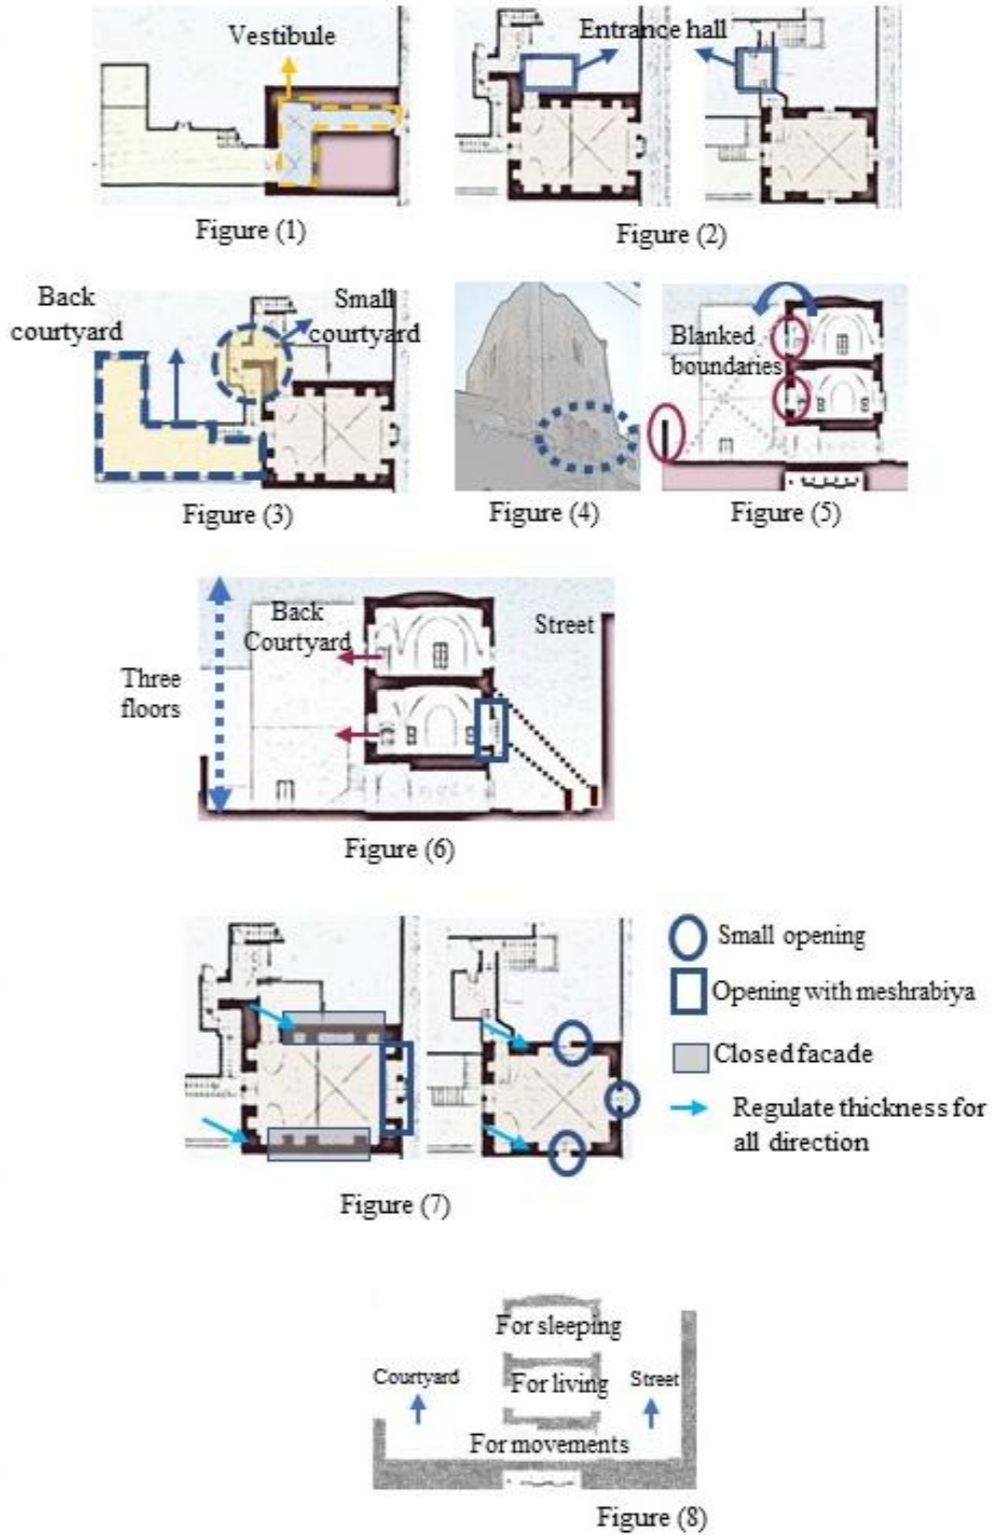 Vestibule
Entrance hall
Figure (1)
Figure (2)
Back
courtyard
Small
courtyard
Blanked
boundaries
Figure (3)
Figure (4)
Figure (5)
Back
Courtyard
Street
Three
floors
Figure (6)
Small opening
Opening with meshrabiya
Closed facade
Regulate thickness for
all direction
Figure (7)
For sleeping
Courtyard
For living
Street
For movements
Figure (8)